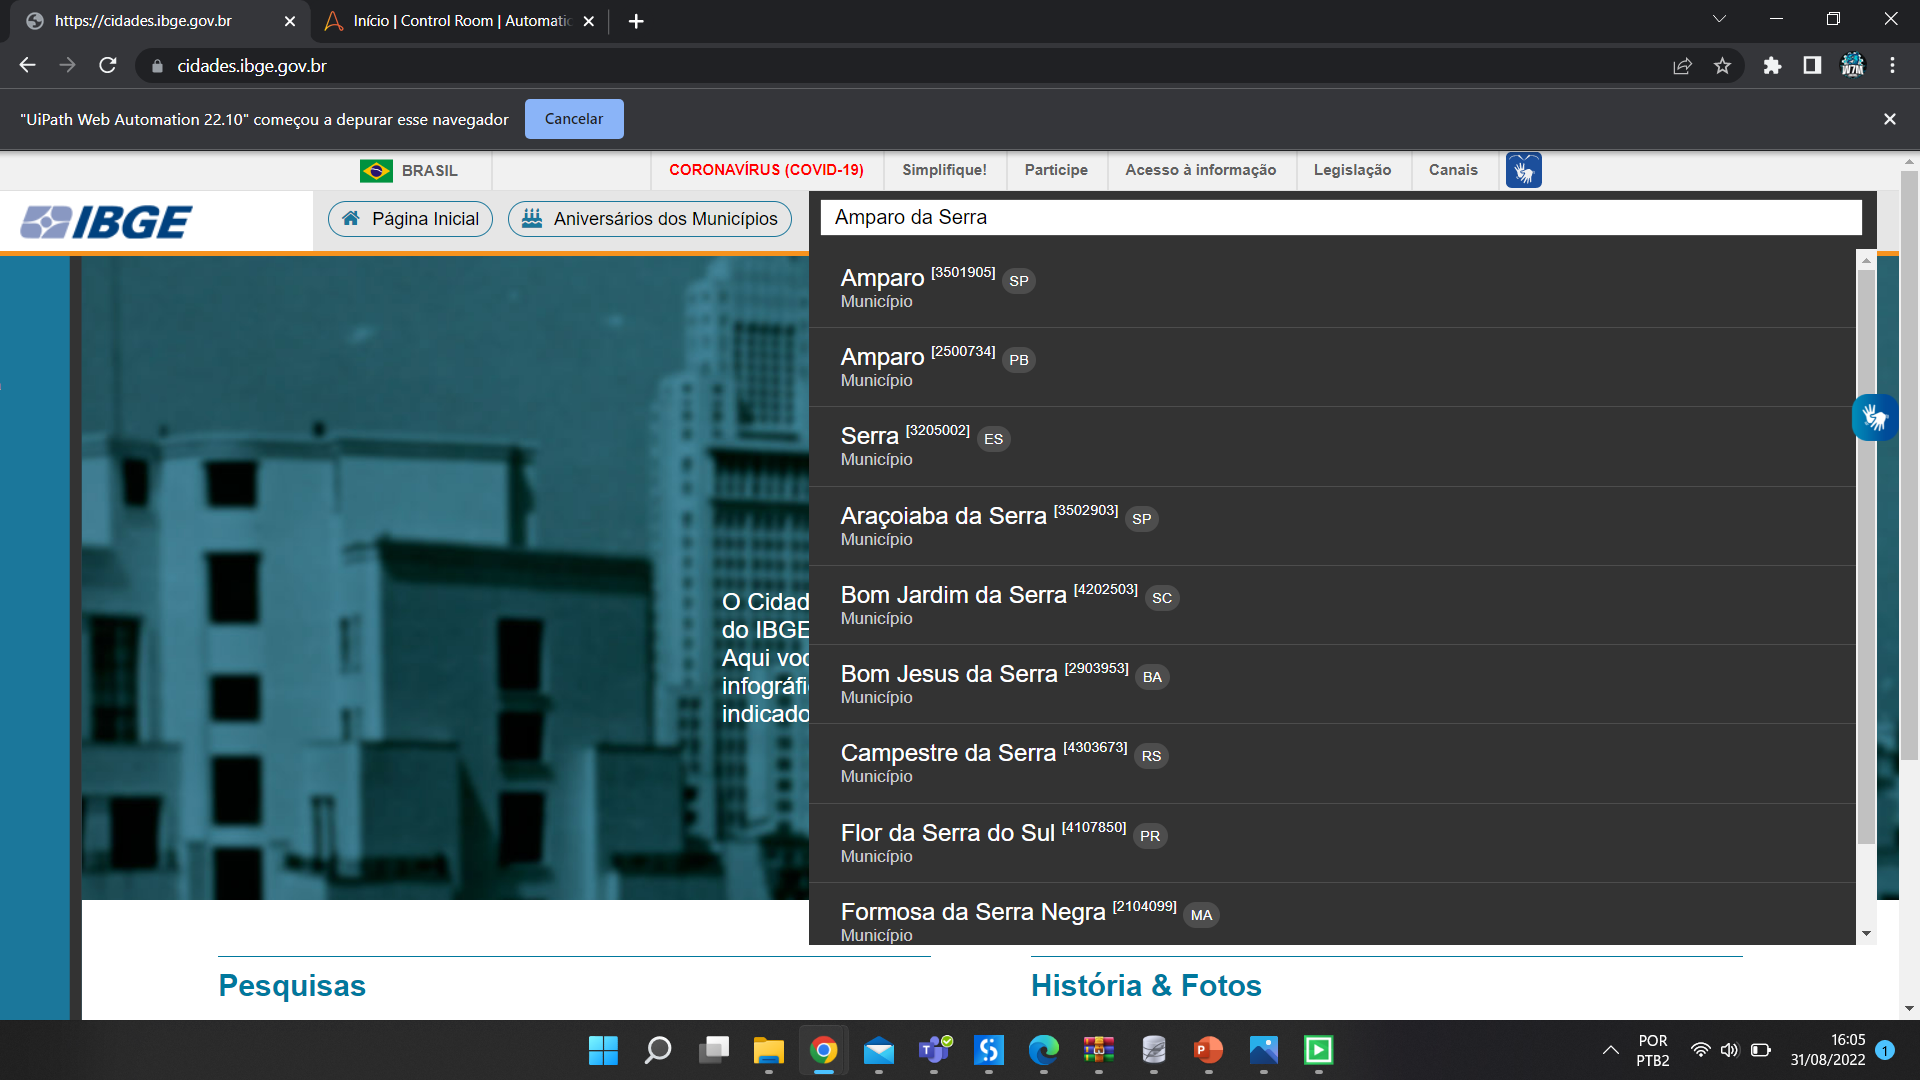 https://cidades.ibge.gov.br
Início | Control Room | Automatic
cidades.ibge.gov.br
"UiPath Web Automation 22.10" começou a depurar esse navegador
Cancelar
BRASIL
CORONAVÍRUS (COVID-19)
Simplifique!
Participe
Acesso à informação
Legislação
Canais
IBGE
Página Inicial
Aniversários dos Municípios
Amparo da Serra
Amparo [3501905] SP
Município
Amparo [2500734] PB
Município
Serra [3205002] ES
Município
Araçoiaba da Serra [3502903] SP
Município
Bom Jardim da Serra [4202503] SC
Município
Bom Jesus da Serra [2903953] BA
Município
Campestre da Serra [4303673] RS
Município
Flor da Serra do Sul [4107850] PR
Município
Formosa da Serra Negra [2104099] MA
Município
O Cidad
do IBGE
Aqui voc
infográfi
indicado
Pesquisas
História & Fotos
POR
PTB2
16:05
31/08/2022
1